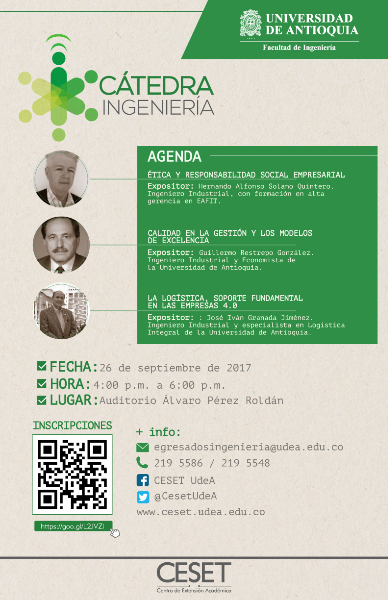 UNIVERSIDAD
DE ANTIOQUIA
Facultad de Ingeniería
CÁTEDRA
INGENIERÍA
AGENDA
ÉTICA Y RESPONSABILIDAD SOCIAL EMPRESARIAL
Expositor: Hernando Alfonso Solano Quintero.
Ingeniero Industrial, con formación en alta
gerencia en EAFIT.
CALIDAD EN LA GESTIÓN Y LOS MODELOS
DE EXCELENCIA
Expositor: Guillermo Restrepo González.
Ingeniero Industrial y Economista de
la Universidad de Antioquia.
LA LOGÍSTICA, SOPORTE FUNDAMENTAL
EN LAS EMPRESAS 4.0
Expositor: : José Iván Granada Jiménez.
Ingeniero Industrial y especialista en Logística
Integral de la Universidad de Antioquia.
FECHA: 26 de septiembre de 2017
HORA: 4:00 p.m. a 6:00 p.m.
LUGAR: Auditorio Álvaro Pérez Roldán
INSCRIPCIONES
https://goo.gl/L2JVZi
+ info:
egresadosingenieria@udea.edu.co
219 5586 / 219 5548
CESET UdeA
@CesetUdeA
www.ceset.udea.edu.co
CESET
Centro de Extensión Académica